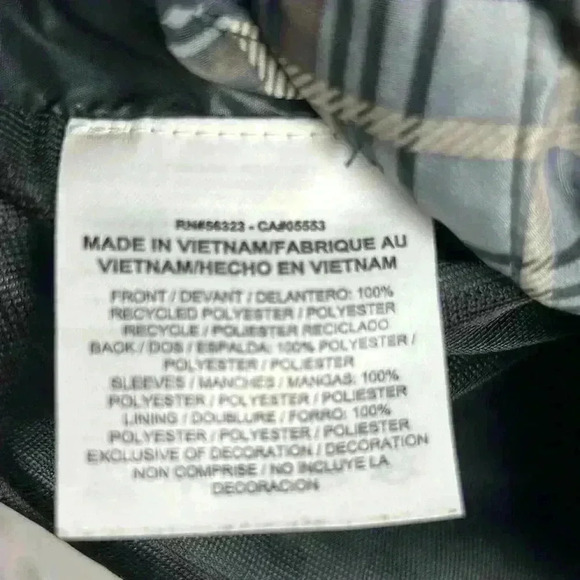 RN#56323 - CA#05553
MADE IN VIETNAM/FABRIQUE AU
VIETNAM/HECHO EN VIETNAM
FRONT / DEVANT / DELANTERO: 100%
RECYCLED POLYESTER / POLYESTER
RECYCLE / POLIESTER RECICLADO
BACK / DOS / ESPALDA: 100% POLYESTER /
POLYESTER / POLIÉSTER
SLEEVES / MANCHES / MANGAS: 100%
POLYESTER / POLYESTER / POLIESTER
LINING / DOUBLURE / FORRO: 100%
POLYESTER / POLYESTER / POLIESTER
EXCLUSIVE OF DECORATION / DECORATION
NON COMPRISE / NO INCLUYE LA
DECORACION